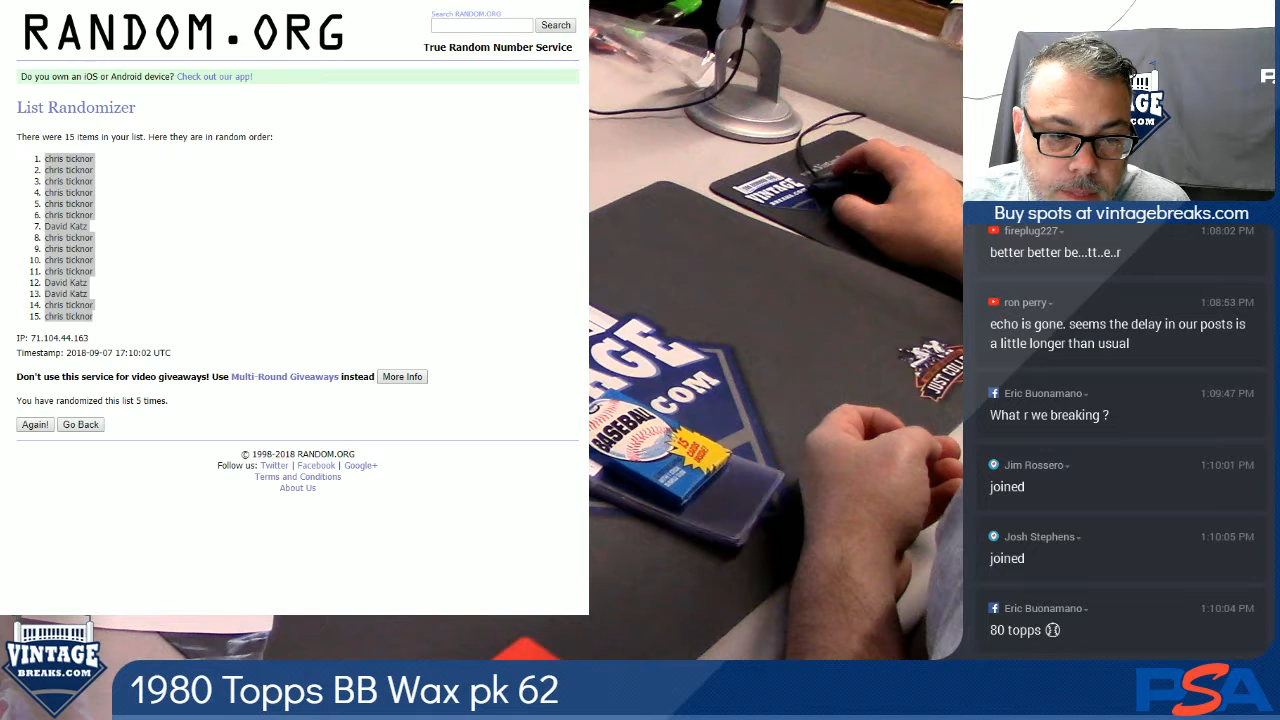 RANDOM.ORG
Search RANDOM.ORG
Search
True Random Number Service
Do you own an iOS or Android device? Check out our app!
List Randomizer
There were 15 items in your list. Here they are in random order:
1. chris ticknor
2. chris ticknor
3. chris ticknor
4. chris ticknor
5. chris ticknor
6. chris ticknor
7. David Katz
8. chris ticknor
9. chris ticknor
10. chris ticknor
11. chris ticknor
12. David Katz
13. David Katz
14. chris ticknor
15. chris ticknor
IP: 71.104.44.163
Timestamp: 2018-09-07 17:10:02 UTC
Don't use this service for video giveaways! Use Multi-Round Giveaways instead More Info
You have randomized this list 5 times.
Again! Go Back
© 1998-2018 RANDOM.ORG
Follow us: Twitter | Facebook | Google+
Terms and Conditions
About Us
VINTAGE
AGE
.COM
BASEBALL
15
CARDS
JUST COLL
AGE
.COM
P
Buy spots at vintagebreaks.com
fireplug227 1:08:02 PM
better better be...tt..e..r
ron perry 1:08:53 PM
echo is gone. seems the delay in our posts is
a little longer than usual
Eric Buonamano 1:09:47 PM
What r we breaking ?
Jim Rossero 1:10:01 PM
joined
Josh Stephens 1:10:05 PM
joined
Eric Buonamano 1:10:04 PM
80 topps
VINTAGE
BREAKS.COM
1980 Topps BB Wax pk 62
PSA